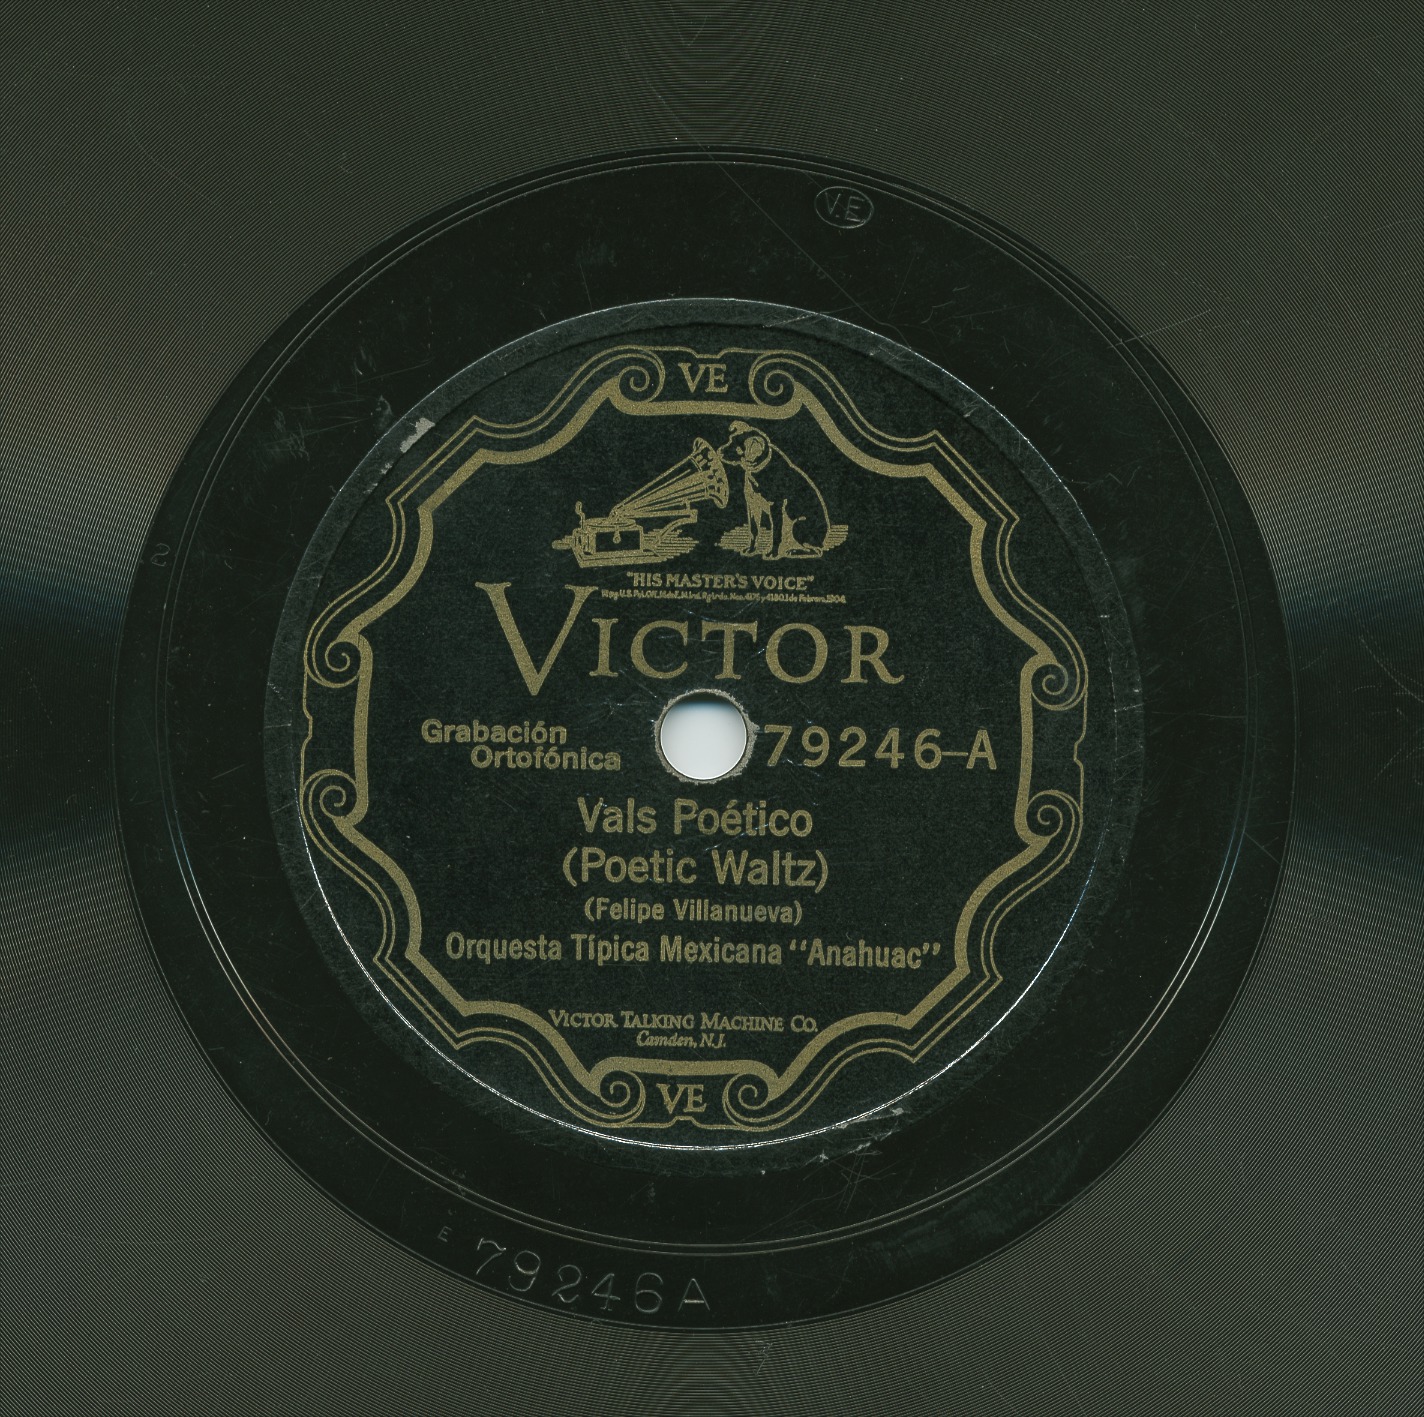 V.E
VE
"HIS MASTER'S VOICE"
VICTOR
Grabación
Ortofónica
79246-A
Vals Poético
(Poetic Waltz)
(Felipe Villanueva)
Orquesta Típica Mexicana "Anahuac"
VICTOR TALKING MACHINE CO.
Camden, N.J.
VE
2
E 79246A